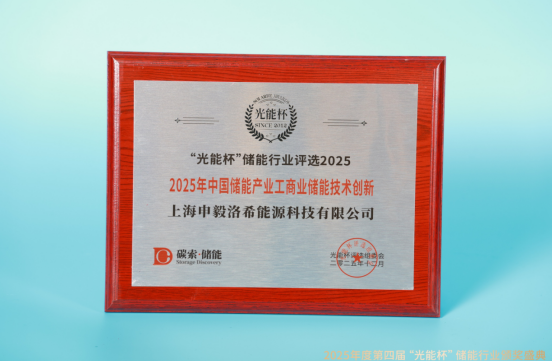 光能杯
“光能杯”储能行业评选2025
2025年中国储能产业工商业储能技术创新
上海申毅洛希能源科技有限公司
碳索·储能
Storage Discovery
光能杯评选组委会
二〇二五年十二月
2025年度第四届“光能杯”储能行业